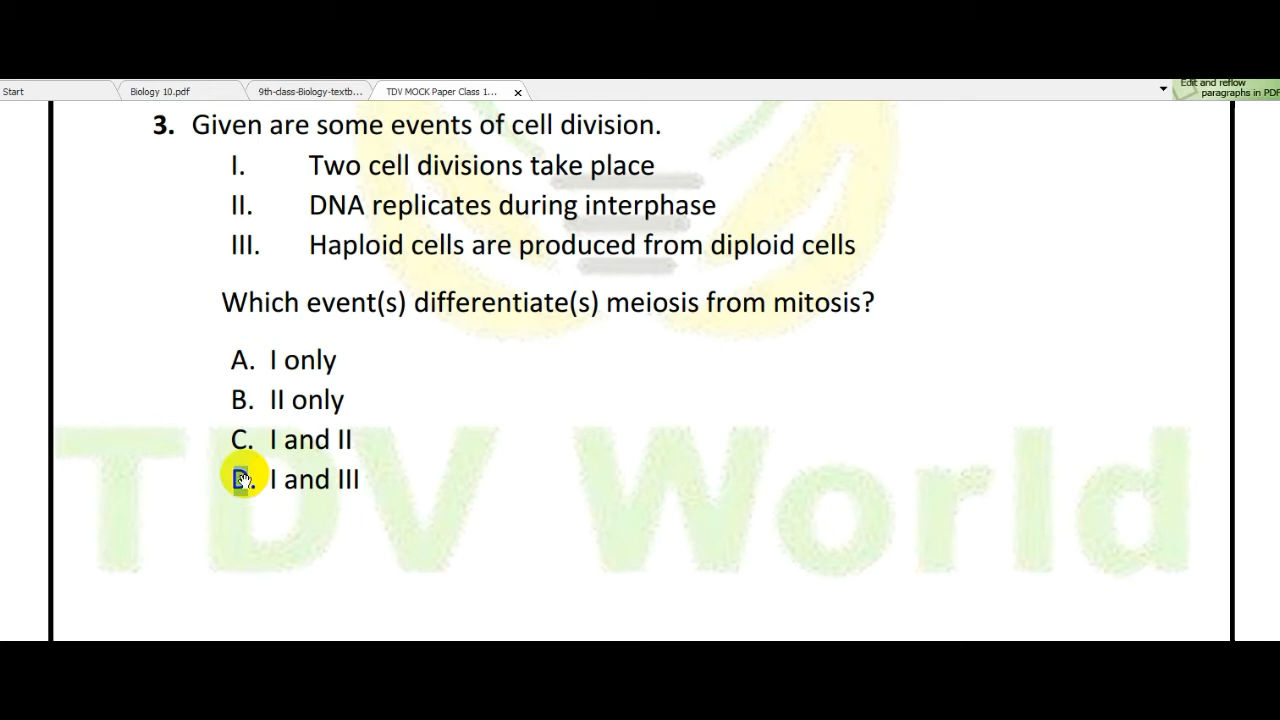 Start
Biology 10.pdf
9th-class-Biology-textb...
TDV MOCK Paper Class 1...
Edit and reflow
paragraphs in PDF
3. Given are some events of cell division.
I. Two cell divisions take place
II. DNA replicates during interphase
III. Haploid cells are produced from diploid cells
Which event(s) differentiate(s) meiosis from mitosis?
A. I only
B. II only
C. I and II
D. I and III
TDV World